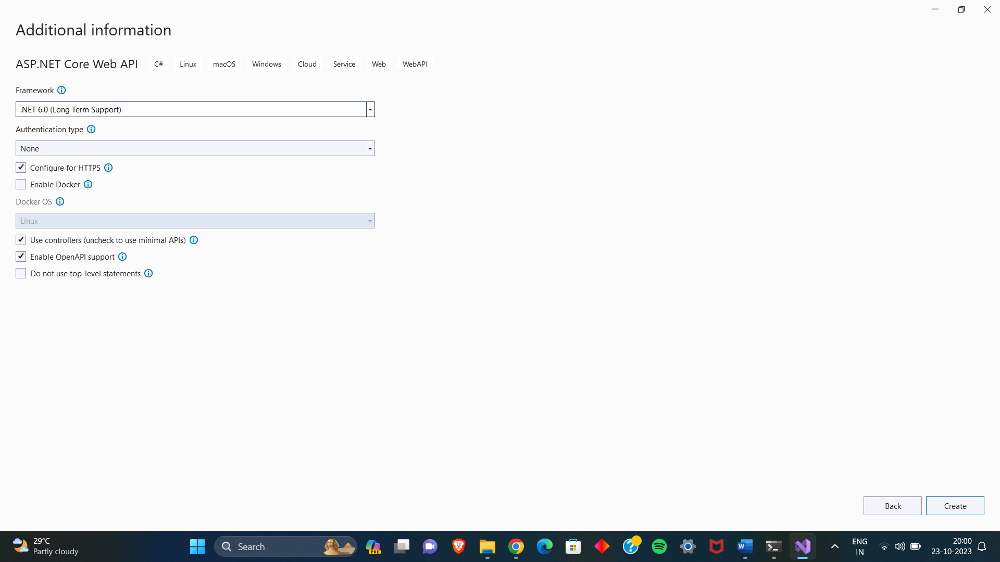 Additional information
ASP.NET Core Web API C# Linux macOS Windows Cloud Service Web WebAPI
Framework
.NET 6.0 (Long Term Support)
Authentication type
None
Configure for HTTPS
Enable Docker
Docker OS
Linux
Use controllers (uncheck to use minimal APIs)
Enable OpenAPI support
Do not use top-level statements
Back Create
29°C
Partly cloudy
Search
PRE
W
ENG
IN
20:00
23-10-2023